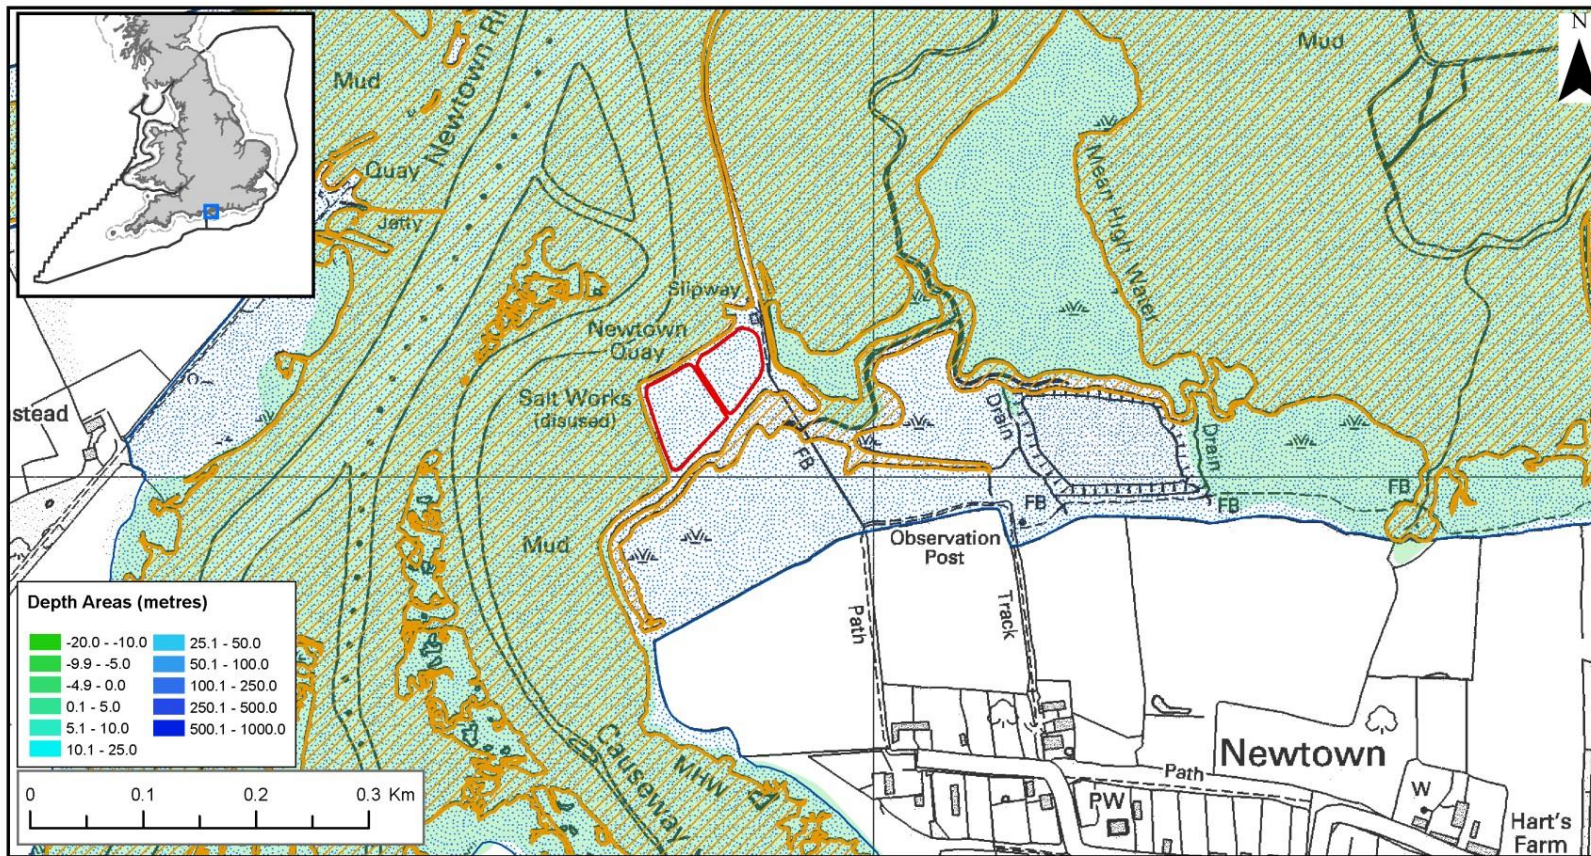 N
Mud
Newtown Ri
Mud
Quay
Jetty
Mean High Water
Slipway
Newtown
Quay
Salt Works
(disused)
stead
FB
Drain
Drain
FB
FB
FB
Mud
Observation
Post
Path
Track
Causeway
MHW
Newtown
Path
PW
W
Hart's
Farm
Depth Areas (metres)
-20.0 - -10.0
-9.9 - -5.0
-4.9 - 0.0
0.1 - 5.0
5.1 - 10.0
10.1 - 25.0
25.1 - 50.0
50.1 - 100.0
100.1 - 250.0
250.1 - 500.0
500.1 - 1000.0
0 0.1 0.2 0.3 Km